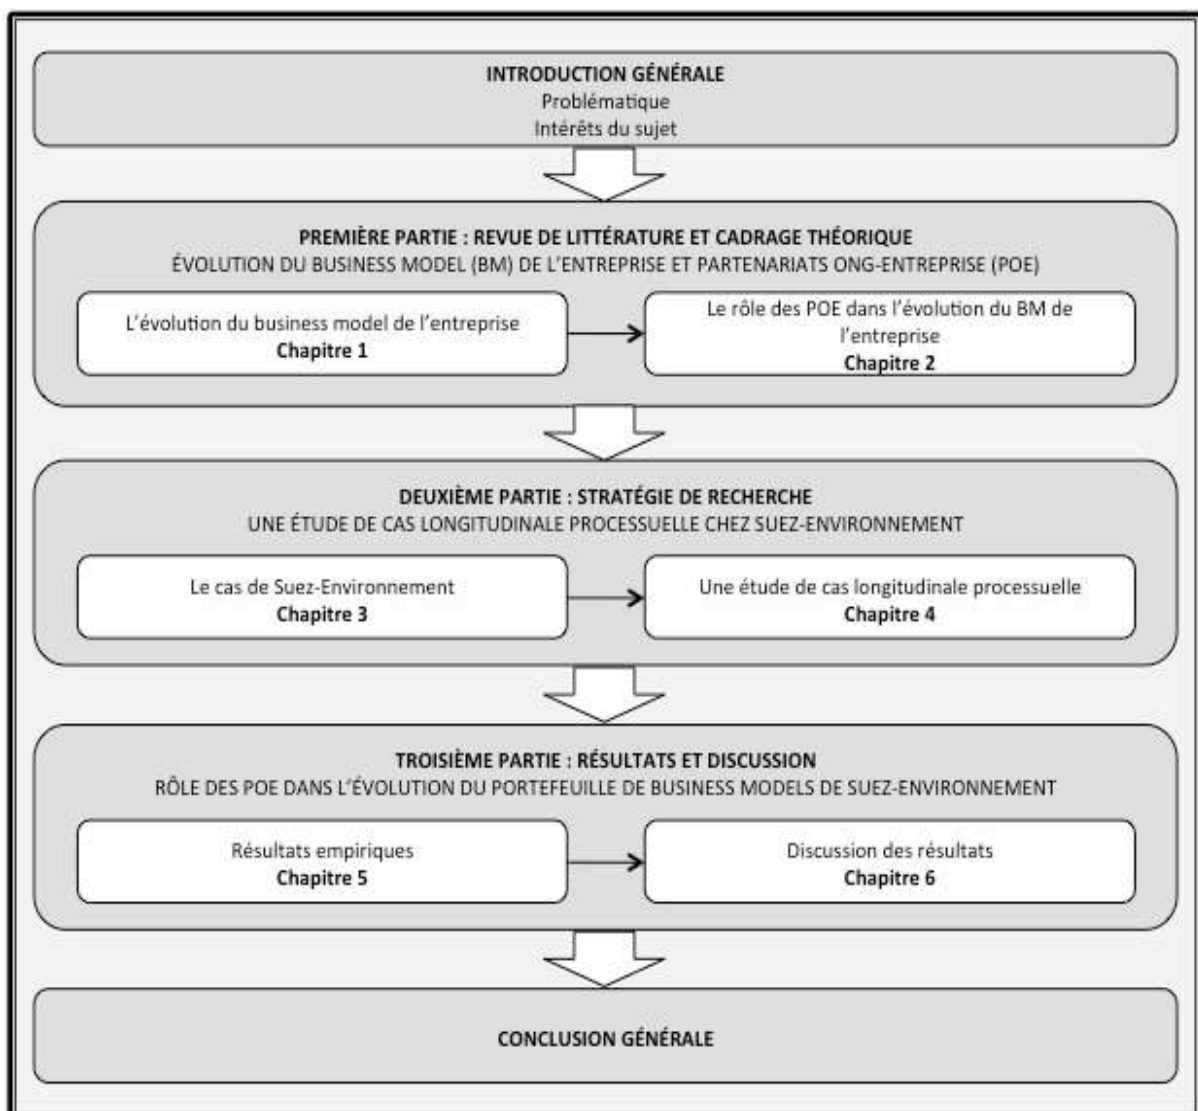 INTRODUCTION GÉNÉRALE
Problématique
Intérêts du sujet
PREMIÈRE PARTIE : REVUE DE LITTÉRATURE ET CADRAGE THÉORIQUE
ÉVOLUTION DU BUSINESS MODEL (BM) DE L'ENTREPRISE ET PARTENARIATS ONG-ENTREPRISE (POE)
L'évolution du business model de l'entreprise
Chapitre 1
Le rôle des POE dans l'évolution du BM de
l'entreprise
Chapitre 2
DEUXIÈME PARTIE : STRATÉGIE DE RECHERCHE
UNE ÉTUDE DE CAS LONGITUDINALE PROCESSUELLE CHEZ SUEZ-ENVIRONNEMENT
Le cas de Suez-Environnement
Chapitre 3
Une étude de cas longitudinale processuelle
Chapitre 4
TROISIÈME PARTIE : RÉSULTATS ET DISCUSSION
RÔLE DES POE DANS L'ÉVOLUTION DU PORTEFEUILLE DE BUSINESS MODELS DE SUEZ-ENVIRONNEMENT
Résultats empiriques
Chapitre 5
Discussion des résultats
Chapitre 6
CONCLUSION GÉNÉRALE